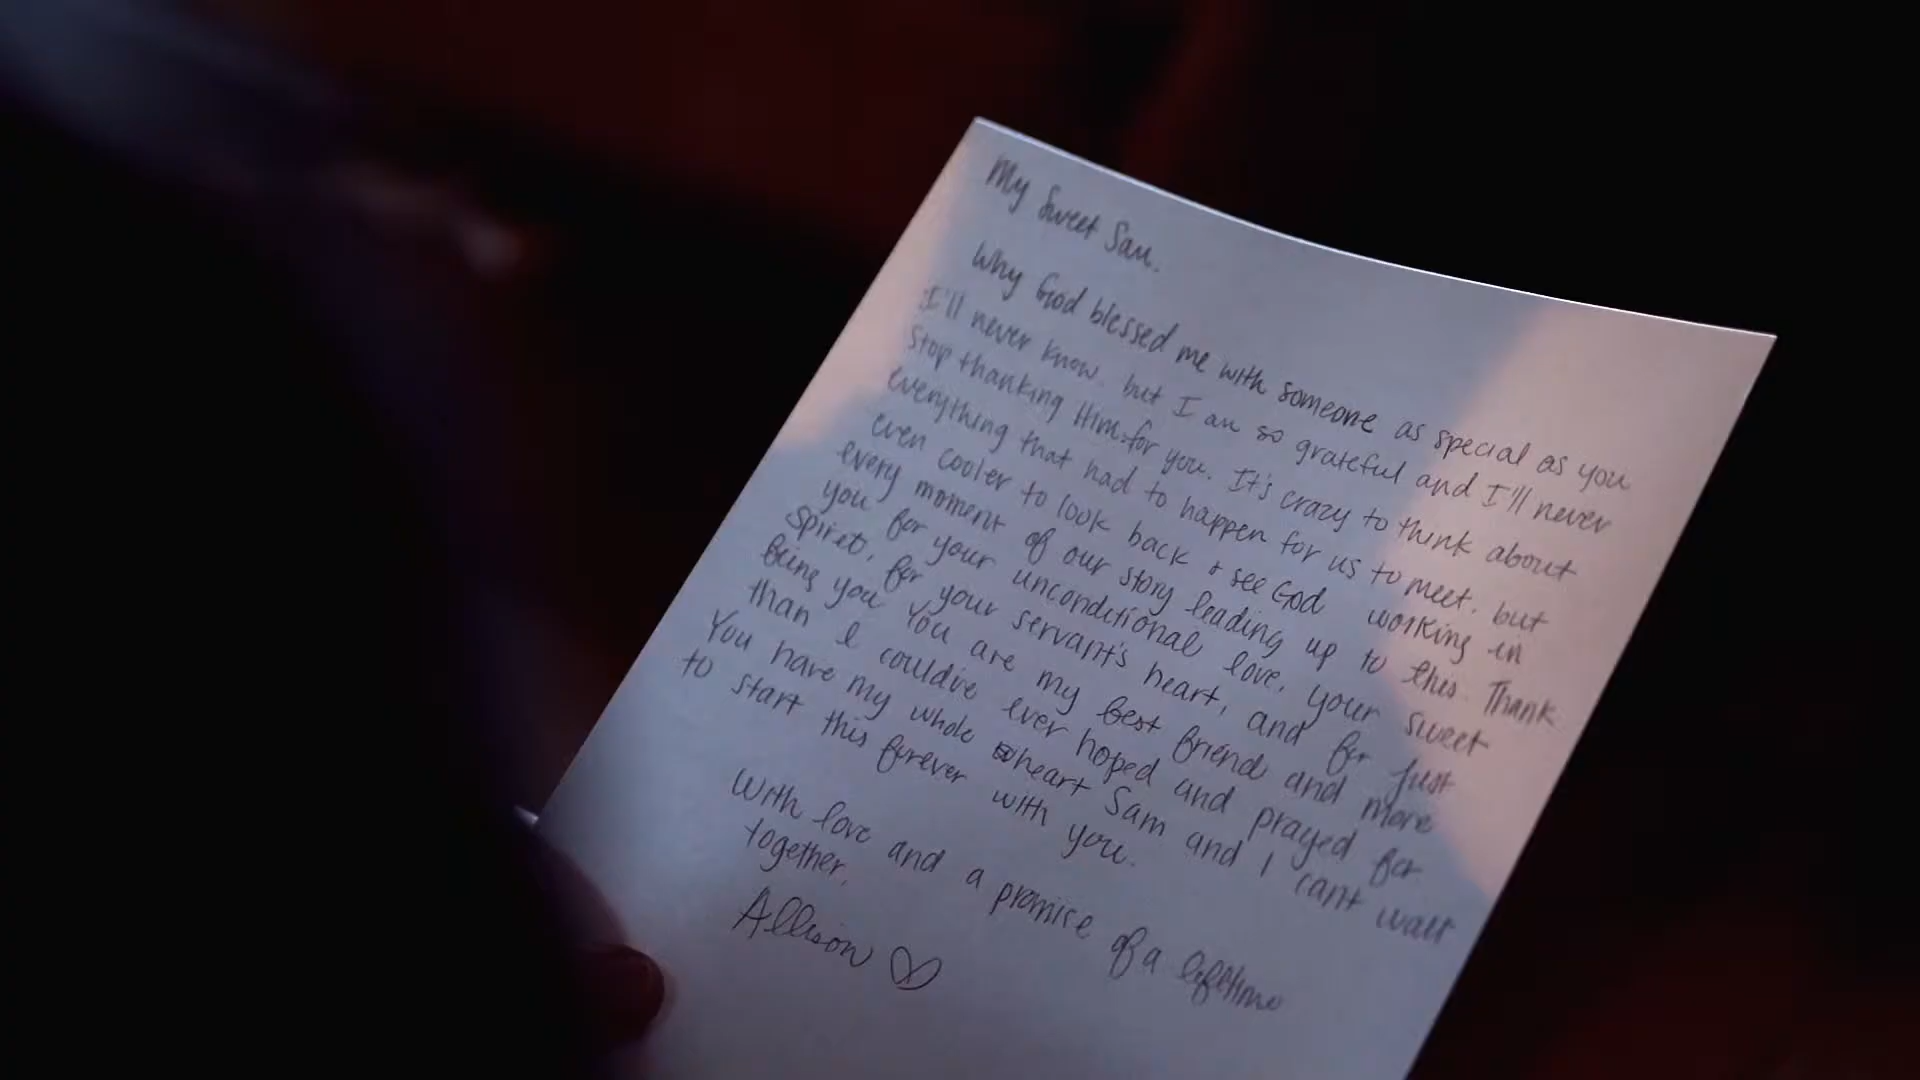 My Sweet Sam,
Why God blessed me with someone as special as you
I'll never know, but I am so grateful and I'll never
stop thanking Him for you. It's crazy to think about
everything that had to happen for us to meet, but
even cooler to look back & see God working in
every moment of our story leading up to this. Thank
you for your unconditional love, your sweet
spiret, for your servant's heart, and for just
being you. You are my best friend and more
than I could've ever hoped and prayed for.
You have my whole heart Sam and I can't wait
to start this forever with you.
With love and a promise of a lifetime
together,
Allison